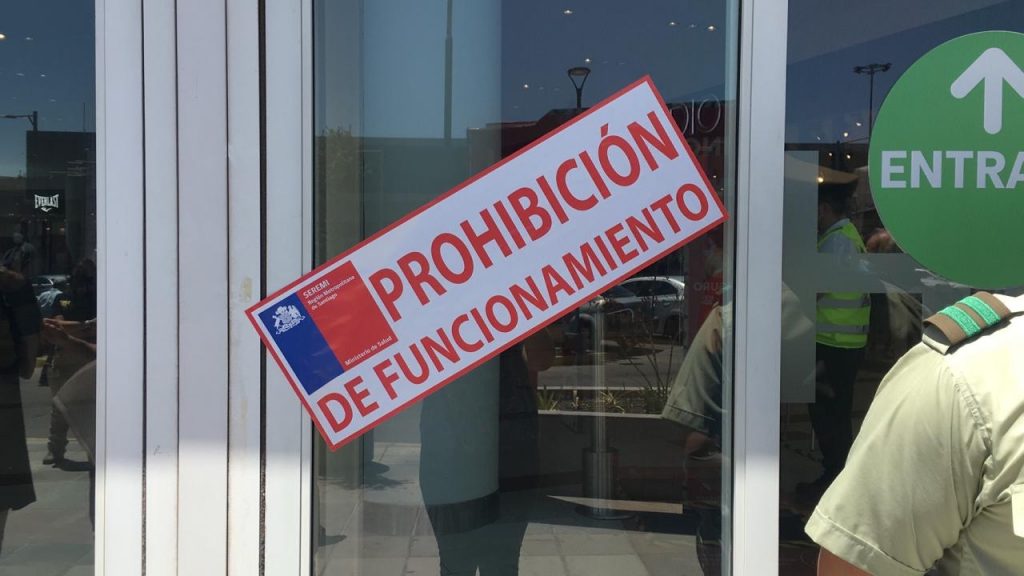 EVERLAST
SEREMI
Región Metropolitana
de Santiago
Ministerio de Salud
PROHIBICIÓN
DE FUNCIONAMIENTO
ENTRA